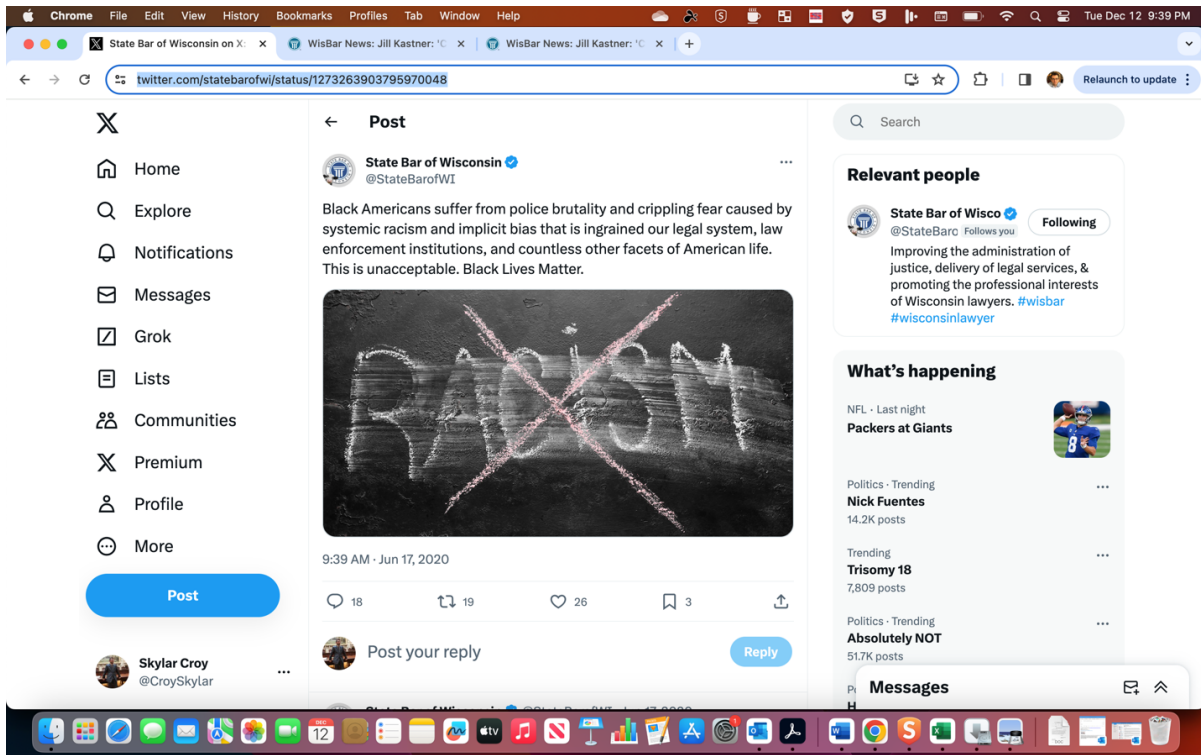 Chrome File Edit View History Bookmarks Profiles Tab Window Help Tue Dec 12 9:39 PM
State Bar of Wisconsin on X: WisBar News: Jill Kastner: 'C WisBar News: Jill Kastner: 'C
twitter.com/statebarofwi/status/1273263903795970048 Relaunch to update
Home
Explore
Notifications
Messages
Grok
Lists
Communities
Premium
Profile
More
Post
Skylar Croy
@CroySkylar
Post
State Bar of Wisconsin
@StateBarofWI
Black Americans suffer from police brutality and crippling fear caused by
systemic racism and implicit bias that is ingrained our legal system, law
enforcement institutions, and countless other facets of American life.
This is unacceptable. Black Lives Matter.
RACISM
9:39 AM · Jun 17, 2020
18 19 26 3
Post your reply Reply
Search
Relevant people
State Bar of Wisco Following
@StateBarc Follows you
Improving the administration of
justice, delivery of legal services, &
promoting the professional interests
of Wisconsin lawyers. #wisbar
#wisconsinlawyer
What's happening
NFL · Last night
Packers at Giants
Politics · Trending
Nick Fuentes
14.2K posts
Trending
Trisomy 18
7,809 posts
Politics · Trending
Absolutely NOT
51.7K posts
Messages
DEC
12
tv